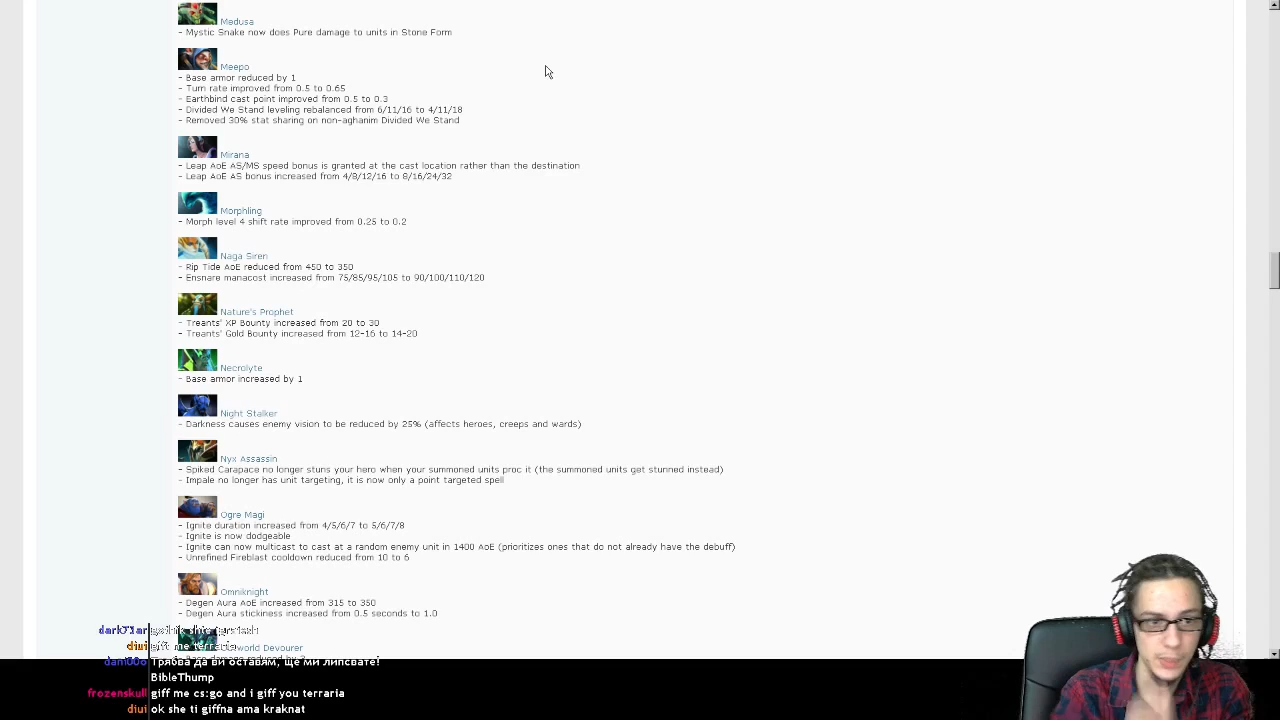 Medusa
- Mystic Snake now does Pure damage to units in Stone Form
Meepo
- Base armor reduced by 1
- Turn rate improved from 0.5 to 0.65
- Earthbind cast point improved from 0.5 to 0.3
- Divided We Stand leveling rebalanced from 6/11/16 to 4/11/18
- Removed 30% stat sharing on non-aghanim Divided We Stand
Mirana
- Leap AoE AS/MS speed bonus is granted at the cast location rather than the destination
- Leap AoE AS bonus increased from 4/8/12/16 to 8/16/24/32
Morphling
- Morph level 4 shift rate improved from 0.25 to 0.2
Naga Siren
- Rip Tide AoE reduced from 450 to 350
- Ensnare manacost increased from 75/85/95/105 to 90/100/110/120
Nature's Prophet
- Treants' XP Bounty increased from 20 to 30
- Treants' Gold Bounty increased from 12-16 to 14-20
Necrolyte
- Base armor increased by 1
Night Stalker
- Darkness causes enemy vision to be reduced by 25% (affects heroes, creeps and wards)
Nyx Assassin
- Spiked Carapace no longer stuns your hero when your summoned units proc it (the summoned units get stunned instead)
- Impale no longer has unit targeting, it is now only a point targeted spell
Ogre Magi
- Ignite duration increased from 4/5/6/7 to 5/6/7/8
- Ignite is now dodgeable
- Ignite can now multicast to cast at a random enemy unit in 1400 AoE (prioritizes ones that do not already have the debuff)
- Unrefined Fireblast cooldown reduced from 10 to 6
Omniknight
- Degen Aura AoE increased from 315 to 350
- Degen Aura stickiness increased from 0.5 seconds to 1.0
world Devourer
diui gift me terraria
Трябва да ви оставям, ще ми липсвате!
BibleThump
frozenskull giff me cs:go and i giff you terraria
diui ok she ti giffna ama kraknat